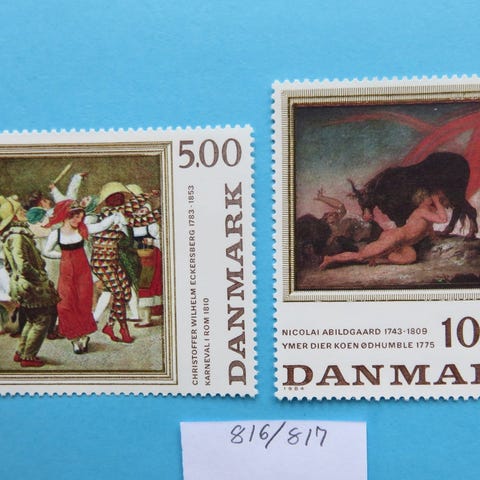 5.00
DANMARK
CHRISTOFFER WILHELM ECKERSBERG 1783 · 1853
KARNEVAL I ROM 1810
NICOLAI ABILDGAARD 1743-1809
YMER DIER KOEN ØDHUMBLE 1775
10
DANMAR
1984
816/817